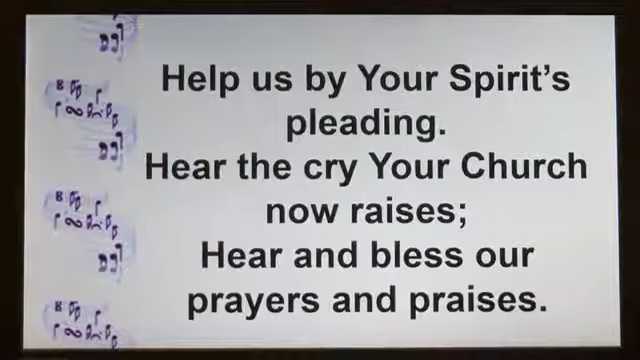 Help us by Your Spirit’s
pleading.
Hear the cry Your Church
now raises;
Hear and bless our
prayers and praises.